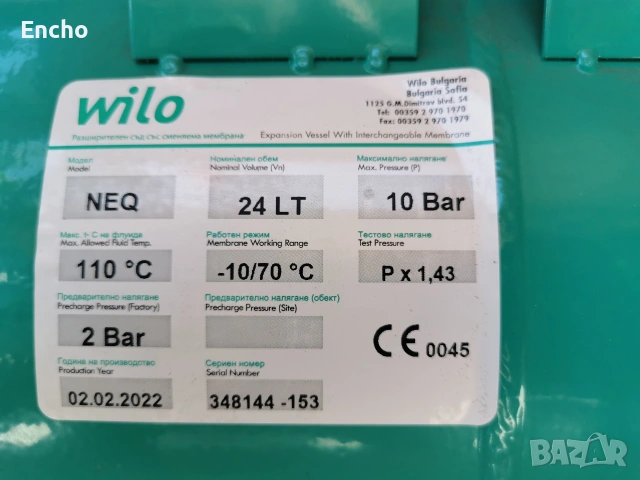 Encho
wilo
Wilo Bulgaria
Bulgaria Sofia
1125 G.M.Dimitrov blvd. 54
Tel: 00359 2 970 1970
Fax: 00359 2 970 1979
Разширителен съд със сменяема мембрана
Expansion Vessel With Interchangeable Membrane
Модел
Model
NEQ
Номинален обем
Nominal Volume (Vn)
24 LT
Максимално налягане
Max. Pressure (P)
10 Bar
Макс. t° C на флуида
Max. Allowed Fluid Temp.
110 °C
Работен режим
Membrane Working Range
-10/70 °C
Тестово налягане
Test Pressure
P x 1,43
Предварително налягане
Precharge Pressure (Factory)
2 Bar
Предварително налягане (обект)
Precharge Pressure (Site)
CE 0045
Година на производство
Production Year
02.02.2022
Сериен номер
Serial Number
348144 -153
BAZAR